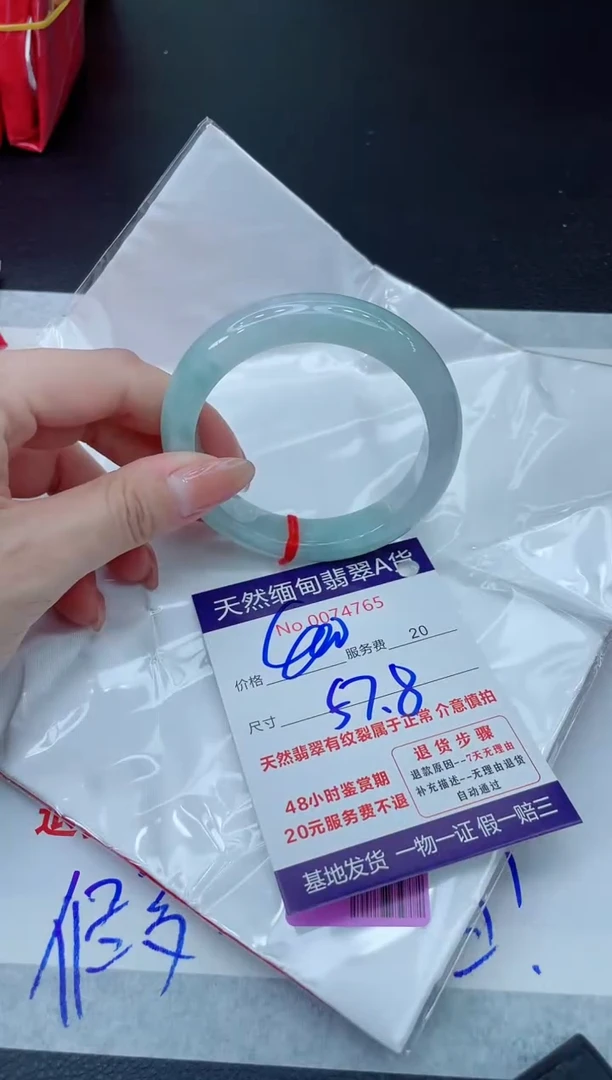 天然缅甸翡翠A货
No.0074765
价格 600 服务费 20
尺寸 57.8
天然翡翠有纹裂属于正常 介意慎拍
48小时鉴赏期
20元服务费不退
退货步骤
退款原因--7天无理由
补充描述--无理由退货
自动通过
基地发货 一物一证 假一赔三